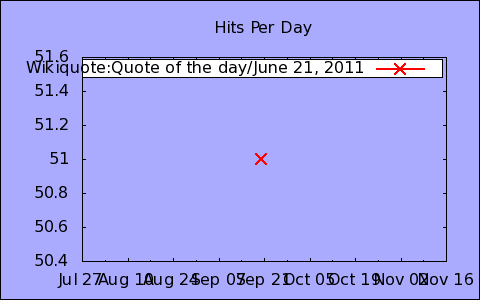 Hits Per Day
51.6
Wikiquote:Quote of the day/June 21, 2011
51.4
51.2
51
50.8
50.6
50.4
Jul 27 Aug 10 Aug 24 Sep 07 Sep 21 Oct 05 Oct 19 Nov 02 Nov 16